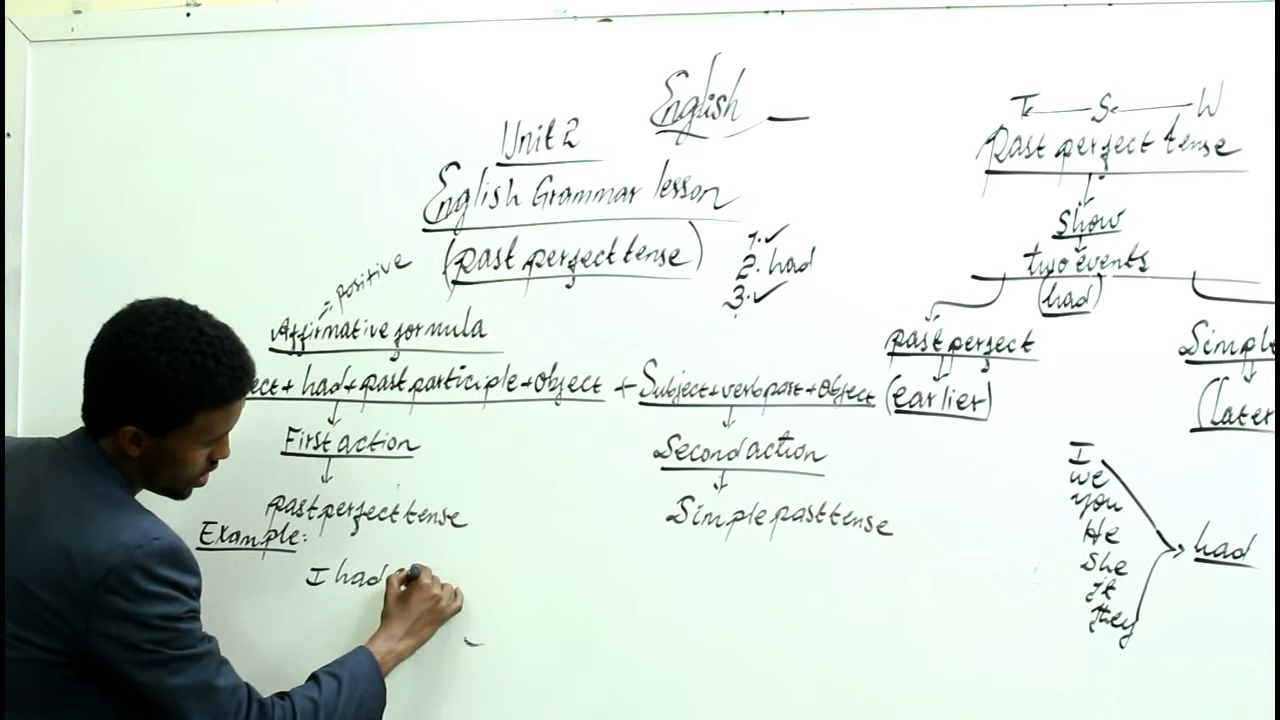 English
Unit 2
English Grammar lesson
(past perfect tense)
1. ✓
2. had
3. ✓
= positive
Affirmative formula
ect + had + past participle + object + Subject + verb past + object
First action
past perfect tense
Second action
Simple past tense
Example:
I had
T S W
Past perfect tense
Show
two events
(had)
past perfect
(earlier)
Simple
(later
I
we
you
He
She
it
they
had